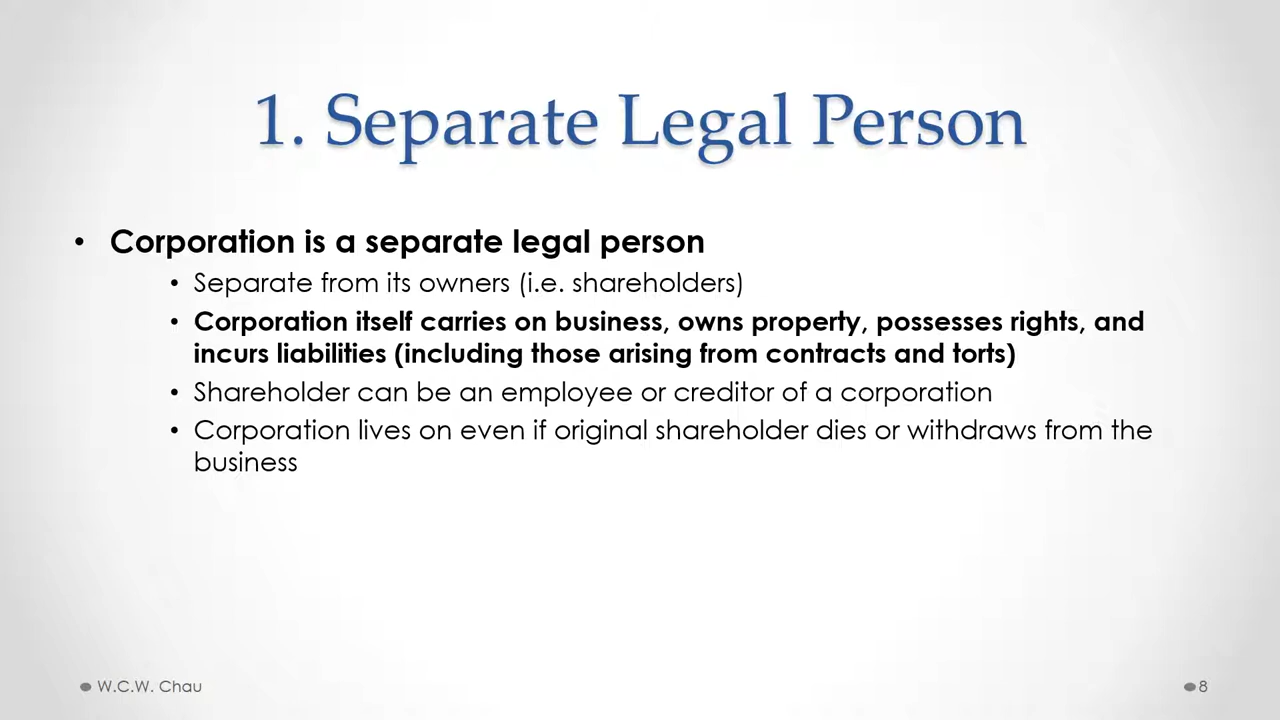 1. Separate Legal Person
• Corporation is a separate legal person
• Separate from its owners (i.e. shareholders)
• Corporation itself carries on business, owns property, possesses rights, and
incurs liabilities (including those arising from contracts and torts)
• Shareholder can be an employee or creditor of a corporation
• Corporation lives on even if original shareholder dies or withdraws from the
business
W.C.W. Chau
8